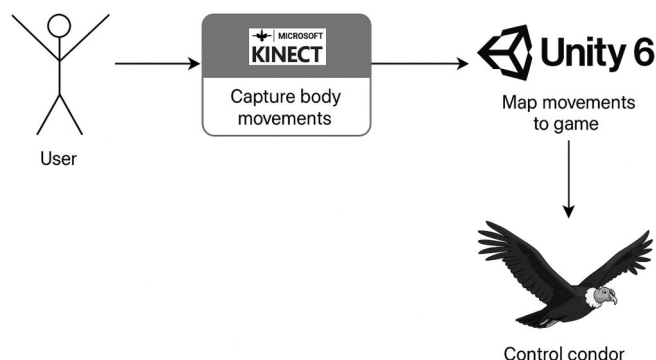 MICROSOFT
KINECT
Capture body
movements
Unity 6
Map movements
to game
User
Control condor